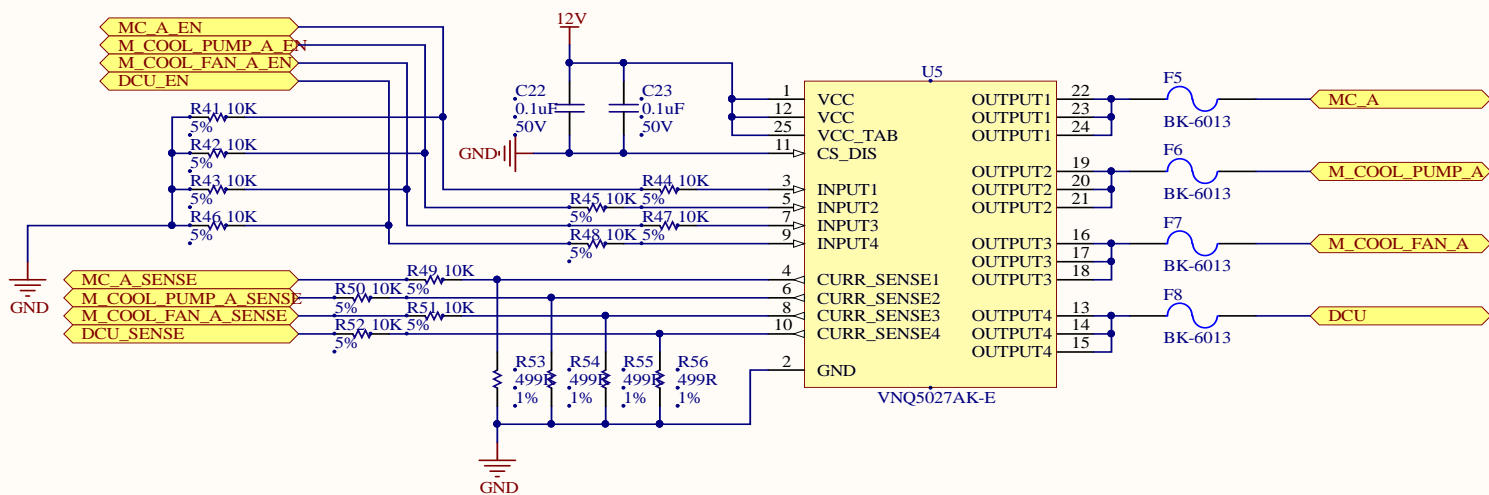 MC_A_EN
M_COOL_PUMP_A_EN
M_COOL_FAN_A_EN
DCU_EN
12V
C22
0.1uF
50V
C23
0.1uF
50V
GND
R41 10K
5%
R42 10K
5%
R43 10K
5%
R46 10K
5%
GND
R44 10K
5%
R45 10K
5%
R47 10K
5%
R48 10K
5%
MC_A_SENSE
M_COOL_PUMP_A_SENSE
M_COOL_FAN_A_SENSE
DCU_SENSE
R49 10K
5%
R50 10K
5%
R51 10K
5%
R52 10K
5%
R53
499R
1%
R54
499R
1%
R55
499R
1%
R56
499R
1%
GND
U5
1 VCC
12 VCC
25 VCC_TAB
11 CS_DIS
3 INPUT1
5 INPUT2
7 INPUT3
9 INPUT4
4 CURR_SENSE1
6 CURR_SENSE2
8 CURR_SENSE3
10 CURR_SENSE4
2 GND
OUTPUT1 22
OUTPUT1 23
OUTPUT1 24
OUTPUT2 19
OUTPUT2 20
OUTPUT2 21
OUTPUT3 16
OUTPUT3 17
OUTPUT3 18
OUTPUT4 13
OUTPUT4 14
OUTPUT4 15
VNQ5027AK-E
F5
BK-6013
MC_A
F6
BK-6013
M_COOL_PUMP_A
F7
BK-6013
M_COOL_FAN_A
F8
BK-6013
DCU